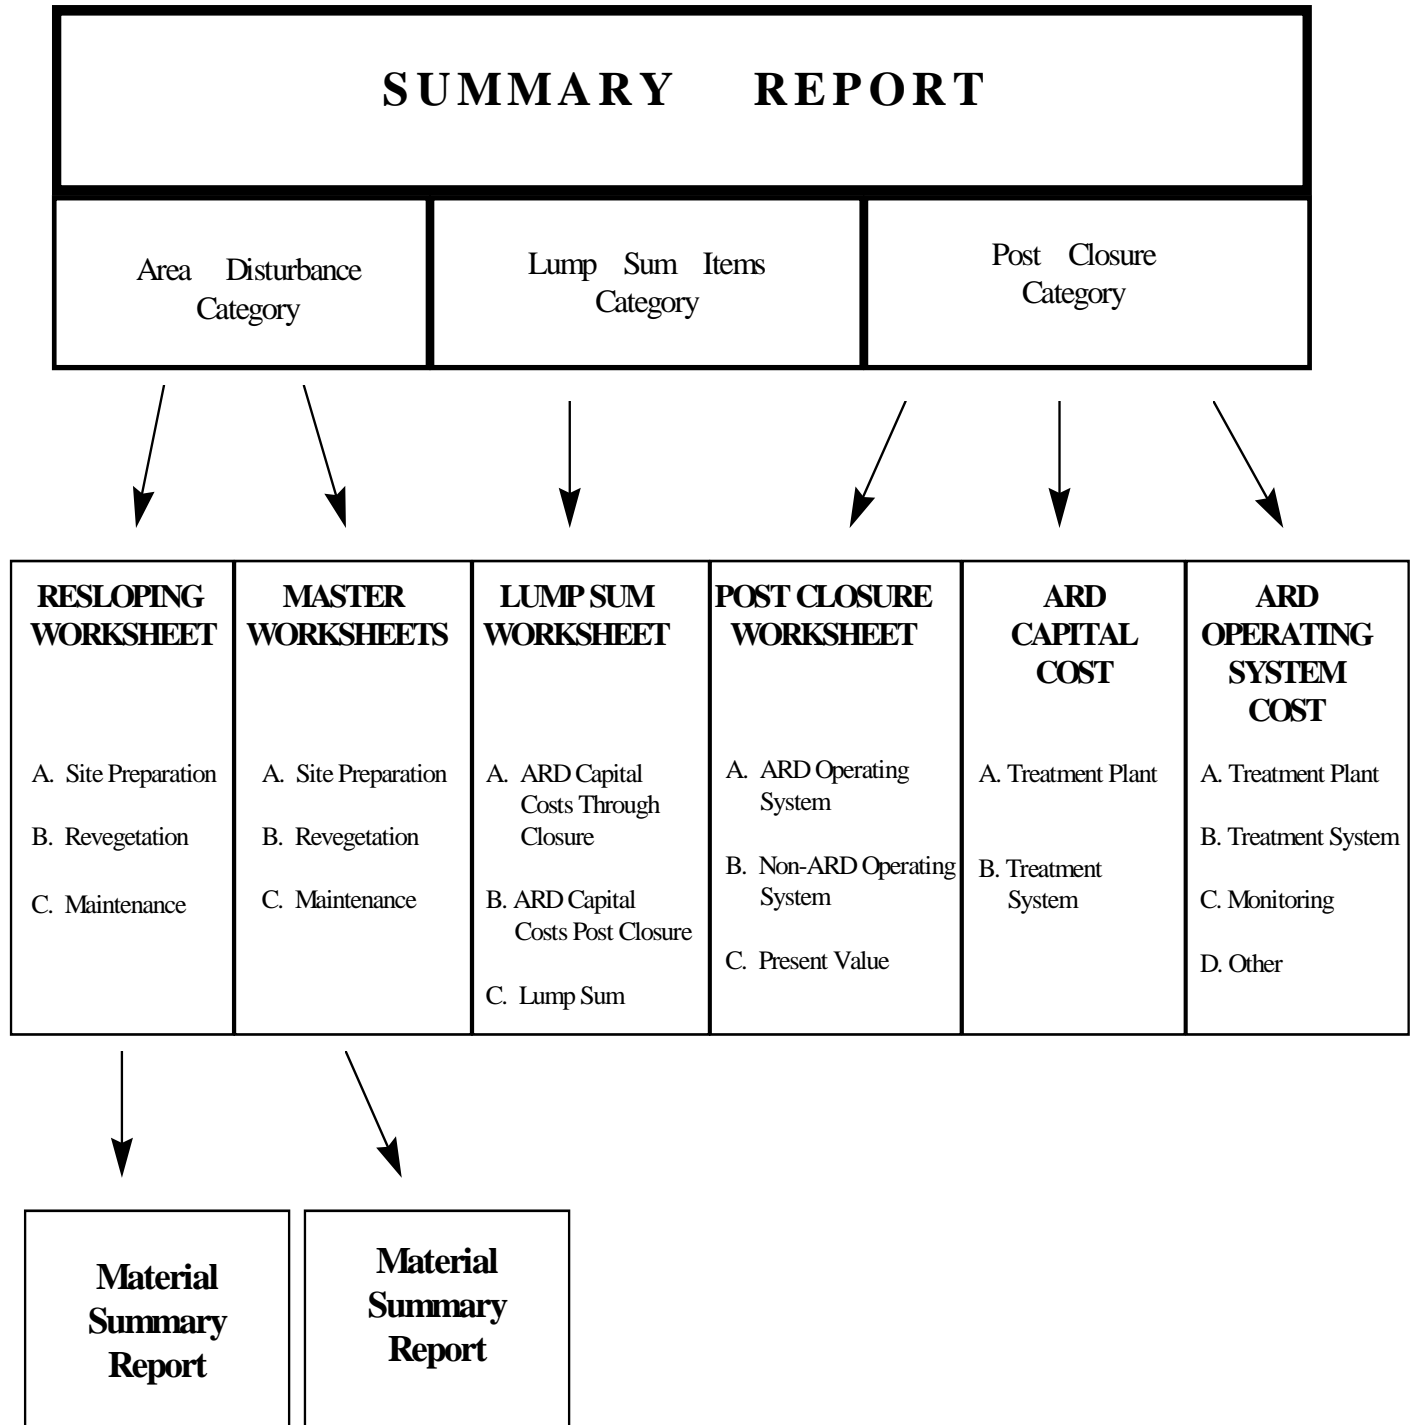 SUMMARY REPORT
Area Disturbance
Category
Lump Sum Items
Category
Post Closure
Category
RESLOPING
WORKSHEET
A. Site Preparation
B. Revegetation
C. Maintenance
MASTER
WORKSHEETS
A. Site Preparation
B. Revegetation
C. Maintenance
LUMP SUM
WORKSHEET
A. ARD Capital
Costs Through
Closure
B. ARD Capital
Costs Post Closure
C. Lump Sum
POST CLOSURE
WORKSHEET
A. ARD Operating
System
B. Non-ARD Operating
System
C. Present Value
ARD
CAPITAL
COST
A. Treatment Plant
B. Treatment
System
ARD
OPERATING
SYSTEM
COST
A. Treatment Plant
B. Treatment System
C. Monitoring
D. Other
Material
Summary
Report
Material
Summary
Report